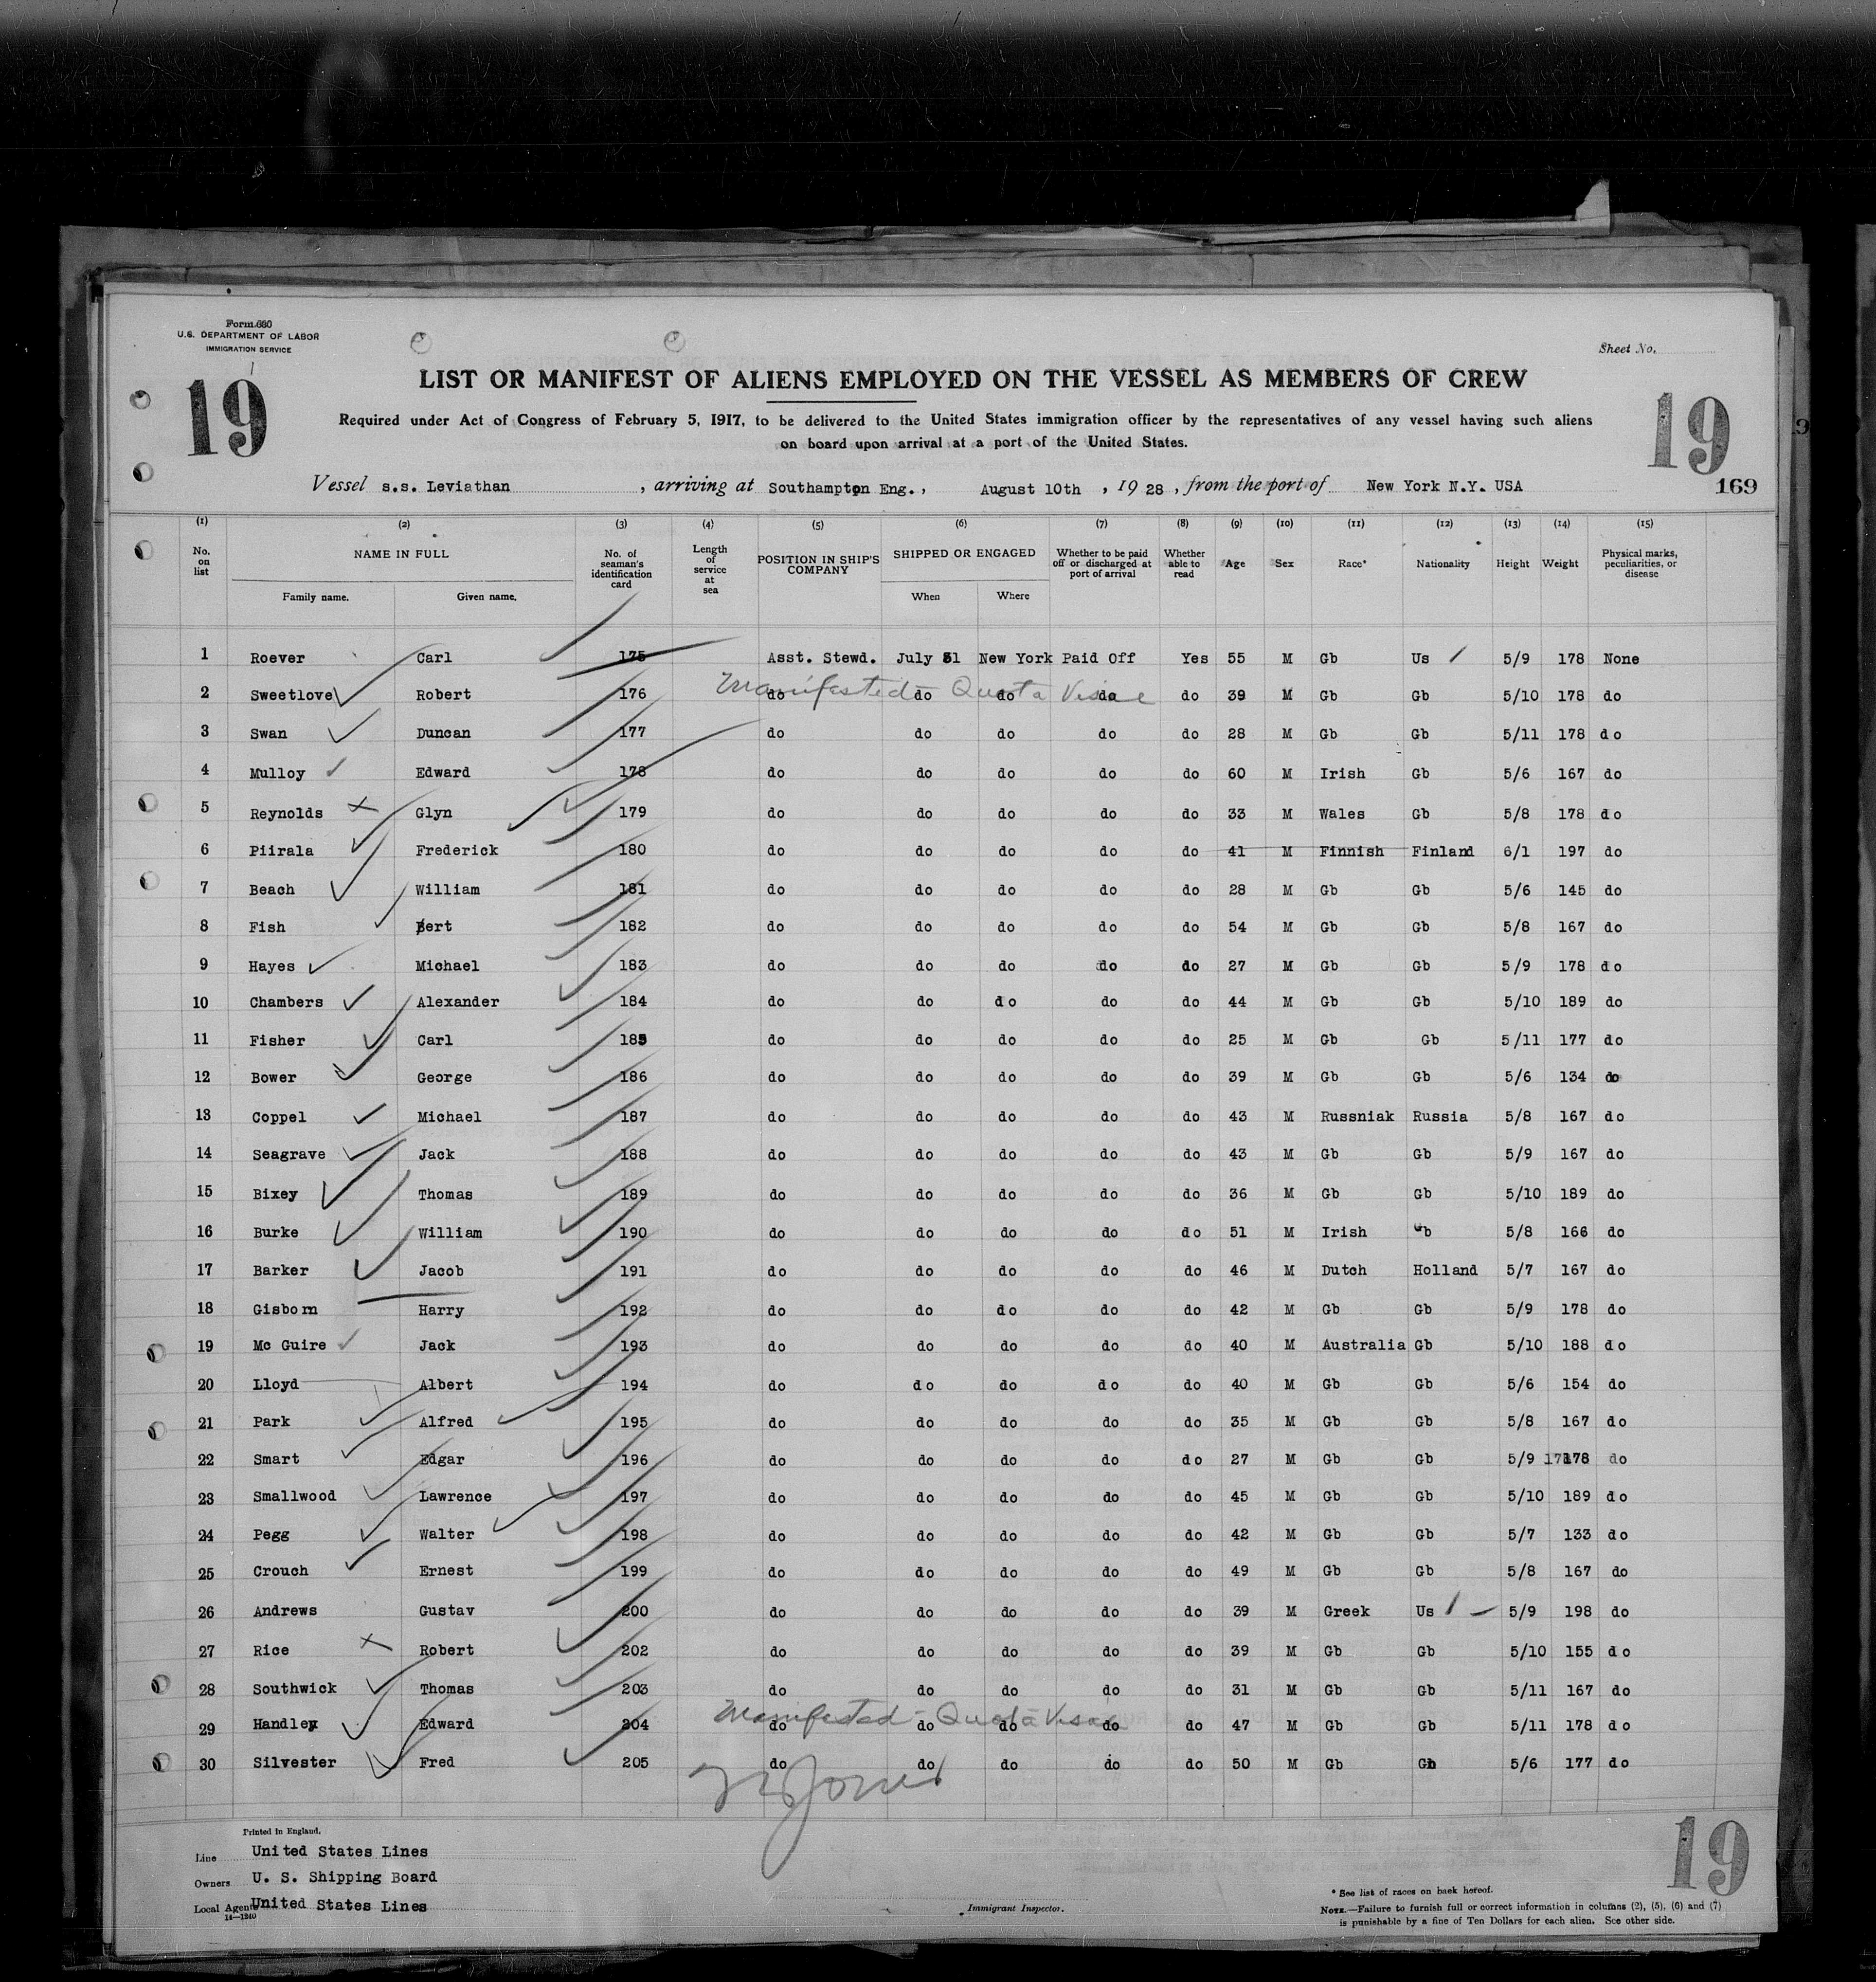 Form 680
U.S. DEPARTMENT OF LABOR
IMMIGRATION SERVICE
Sheet No.
19
19
LIST OR MANIFEST OF ALIENS EMPLOYED ON THE VESSEL AS MEMBERS OF CREW
Required under Act of Congress of February 5, 1917, to be delivered to the United States immigration officer by the representatives of any vessel having such aliens
on board upon arrival at a port of the United States.
Vessel s.s. Leviathan, arriving at Southampton Eng., August 10th, 1928, from the port of New York N.Y. USA 169
(1) (2) (3) (4) (5) (6) (7) (8) (9) (10) (11) (12) (13) (14) (15)
No. on list NAME IN FULL Family name. Given name. No. of seaman's identification card Length of service at sea POSITION IN SHIP'S COMPANY SHIPPED OR ENGAGED When Where Whether to be paid off or discharged at port of arrival Whether able to read Age Sex Race* Nationality Height Weight Physical marks, peculiarities, or disease
1 Roever Carl 175 Asst. Stewd. July 31 New York Paid Off Yes 55 M Gb Us 5/9 178 None
Manifested - Quota Visae
2 Sweetlove Robert 176 do do do do do 39 M Gb Gb 5/10 178 do
3 Swan Duncan 177 do do do do do 28 M Gb Gb 5/11 178 do
4 Mulloy Edward 178 do do do do do 60 M Irish Gb 5/6 167 do
5 Reynolds Glyn 179 do do do do do 33 M Wales Gb 5/8 178 do
6 Piirala Frederick 180 do do do do do 41 M Finnish Finland 6/1 197 do
7 Beach William 181 do do do do do 28 M Gb Gb 5/6 145 do
8 Fish Bert 182 do do do do do 54 M Gb Gb 5/8 167 do
9 Hayes Michael 183 do do do do do 27 M Gb Gb 5/9 178 do
10 Chambers Alexander 184 do do do do do 44 M Gb Gb 5/10 189 do
11 Fisher Carl 185 do do do do do 25 M Gb Gb 5/11 177 do
12 Bower George 186 do do do do do 39 M Gb Gb 5/6 134 do
13 Coppel Michael 187 do do do do do 43 M Russniak Russia 5/8 167 do
14 Seagrave Jack 188 do do do do do 43 M Gb Gb 5/9 167 do
15 Bixey Thomas 189 do do do do do 36 M Gb Gb 5/10 189 do
16 Burke William 190 do do do do do 51 M Irish Gb 5/8 166 do
17 Barker Jacob 191 do do do do do 46 M Dutch Holland 5/7 167 do
18 Gisborn Harry 192 do do do do do 42 M Gb Gb 5/9 178 do
19 Mc Guire Jack 193 do do do do do 40 M Australia Gb 5/10 188 do
20 Lloyd Albert 194 do do do do do 40 M Gb Gb 5/6 154 do
21 Park Alfred 195 do do do do do 35 M Gb Gb 5/8 167 do
22 Smart Edgar 196 do do do do do 27 M Gb Gb 5/9 178 do
23 Smallwood Lawrence 197 do do do do do 45 M Gb Gb 5/10 189 do
24 Pegg Walter 198 do do do do do 42 M Gb Gb 5/7 133 do
25 Crouch Ernest 199 do do do do do 49 M Gb Gb 5/8 167 do
26 Andrews Gustav 200 do do do do do 39 M Greek Us 5/9 198 do
27 Rice Robert 202 do do do do do 39 M Gb Gb 5/10 155 do
28 Southwick Thomas 203 do do do do do 31 M Gb Gb 5/11 167 do
Manifested - Quota Visae
29 Handley Edward 204 do do do do do 47 M Gb Gb 5/11 178 do
30 Silvester Fred 205 do do do do do 50 M Gb Gb 5/6 177 do
Jones
Printed in England.
Line United States Lines
Owners U. S. Shipping Board
Local Agents United States Lines
14—1240
Immigrant Inspector.
* See list of races on back hereof.
NOTE.—Failure to furnish full or correct information in columns (2), (5), (6) and (7)
is punishable by a fine of Ten Dollars for each alien. See other side.
19